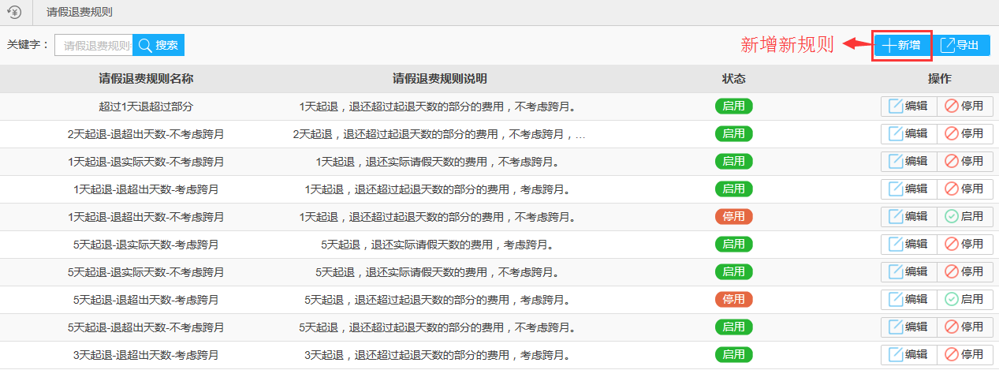 请假退费规则
关键字： 请假退费规则 搜索 新增新规则 新增 导出
请假退费规则名称 请假退费规则说明 状态 操作
超过1天退超过部分 1天起退，退还超过起退天数的部分的费用，不考虑跨月。 启用 编辑 停用
2天起退-退超出天数-不考虑跨月 2天起退，退还超过起退天数的部分的费用，不考虑跨月，... 启用 编辑 停用
1天起退-退实际天数-不考虑跨月 1天起退，退还实际请假天数的费用，不考虑跨月。 启用 编辑 停用
1天起退-退超出天数-考虑跨月 1天起退，退还超过起退天数的部分的费用，考虑跨月。 启用 编辑 停用
1天起退-退超出天数-不考虑跨月 1天起退，退还超过起退天数的部分的费用，不考虑跨月。 停用 编辑 启用
5天起退-退实际天数-考虑跨月 5天起退，退还实际请假天数的费用，考虑跨月。 启用 编辑 停用
5天起退-退实际天数-不考虑跨月 5天起退，退还实际请假天数的费用，不考虑跨月。 启用 编辑 停用
5天起退-退超出天数-考虑跨月 5天起退，退还超过起退天数的部分的费用，考虑跨月。 停用 编辑 启用
5天起退-退超出天数-不考虑跨月 5天起退，退还超过起退天数的部分的费用，不考虑跨月。 启用 编辑 停用
3天起退-退超出天数-考虑跨月 3天起退，退还超过起退天数的部分的费用，考虑跨月。 启用 编辑 停用